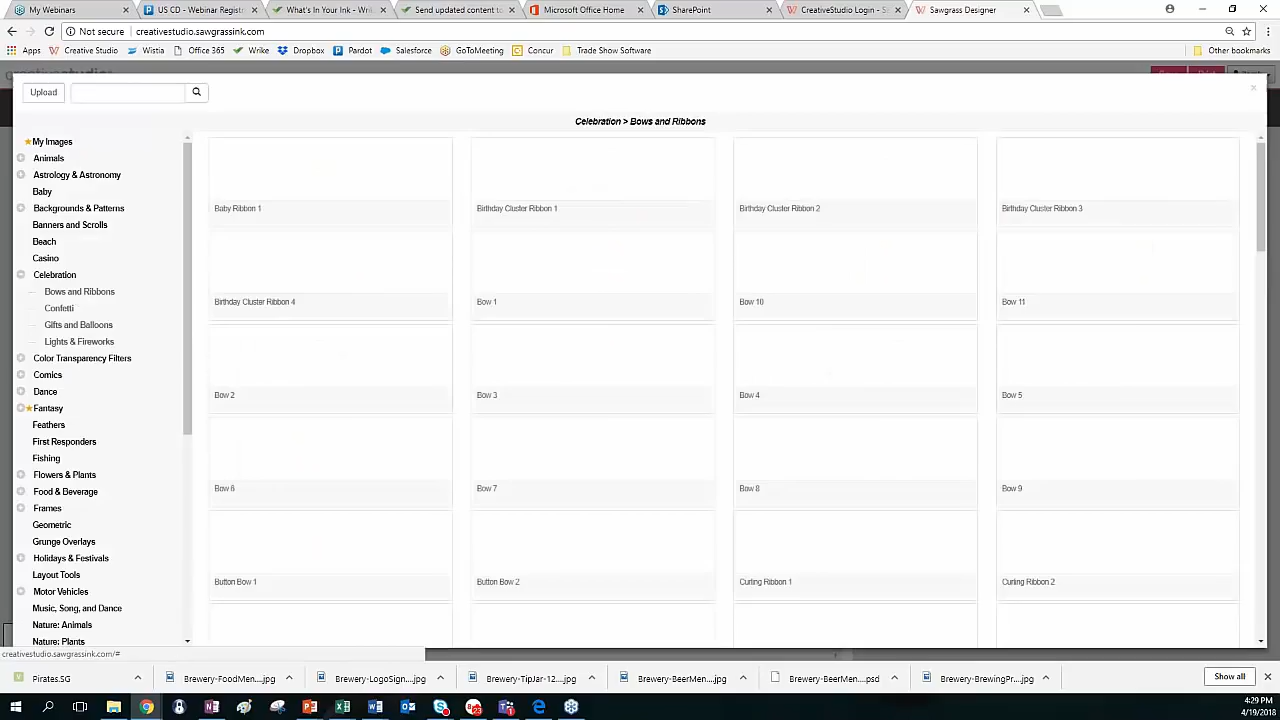 My Webinars
US CD - Webinar Registr
What's In Your Ink - Wrik
Send updated content to
Microsoft Office Home
SharePoint
CreativeStudio Login - Sa
Sawgrass Designer
Not secure | creativestudio.sawgrassink.com
Apps
Creative Studio
Wistia
Office 365
Wrike
Dropbox
Pardot
Salesforce
GoToMeeting
Concur
Trade Show Software
Other bookmarks
Upload
Celebration > Bows and Ribbons
My Images
Animals
Astrology & Astronomy
Baby
Backgrounds & Patterns
Banners and Scrolls
Beach
Casino
Celebration
Bows and Ribbons
Confetti
Gifts and Balloons
Lights & Fireworks
Color Transparency Filters
Comics
Dance
Fantasy
Feathers
First Responders
Fishing
Flowers & Plants
Food & Beverage
Frames
Geometric
Grunge Overlays
Holidays & Festivals
Layout Tools
Motor Vehicles
Music, Song, and Dance
Nature: Animals
Nature: Plants
Baby Ribbon 1
Birthday Cluster Ribbon 1
Birthday Cluster Ribbon 2
Birthday Cluster Ribbon 3
Birthday Cluster Ribbon 4
Bow 1
Bow 10
Bow 11
Bow 2
Bow 3
Bow 4
Bow 5
Bow 6
Bow 7
Bow 8
Bow 9
Button Bow 1
Button Bow 2
Curling Ribbon 1
Curling Ribbon 2
creativestudio.sawgrassink.com/#
Pirates.SG
Brewery-FoodMen....jpg
Brewery-LogoSign....jpg
Brewery-TipJar-12....jpg
Brewery-BeerMen....jpg
Brewery-BeerMen....psd
Brewery-BrewingPr....jpg
Show all
4:29 PM
4/19/2018